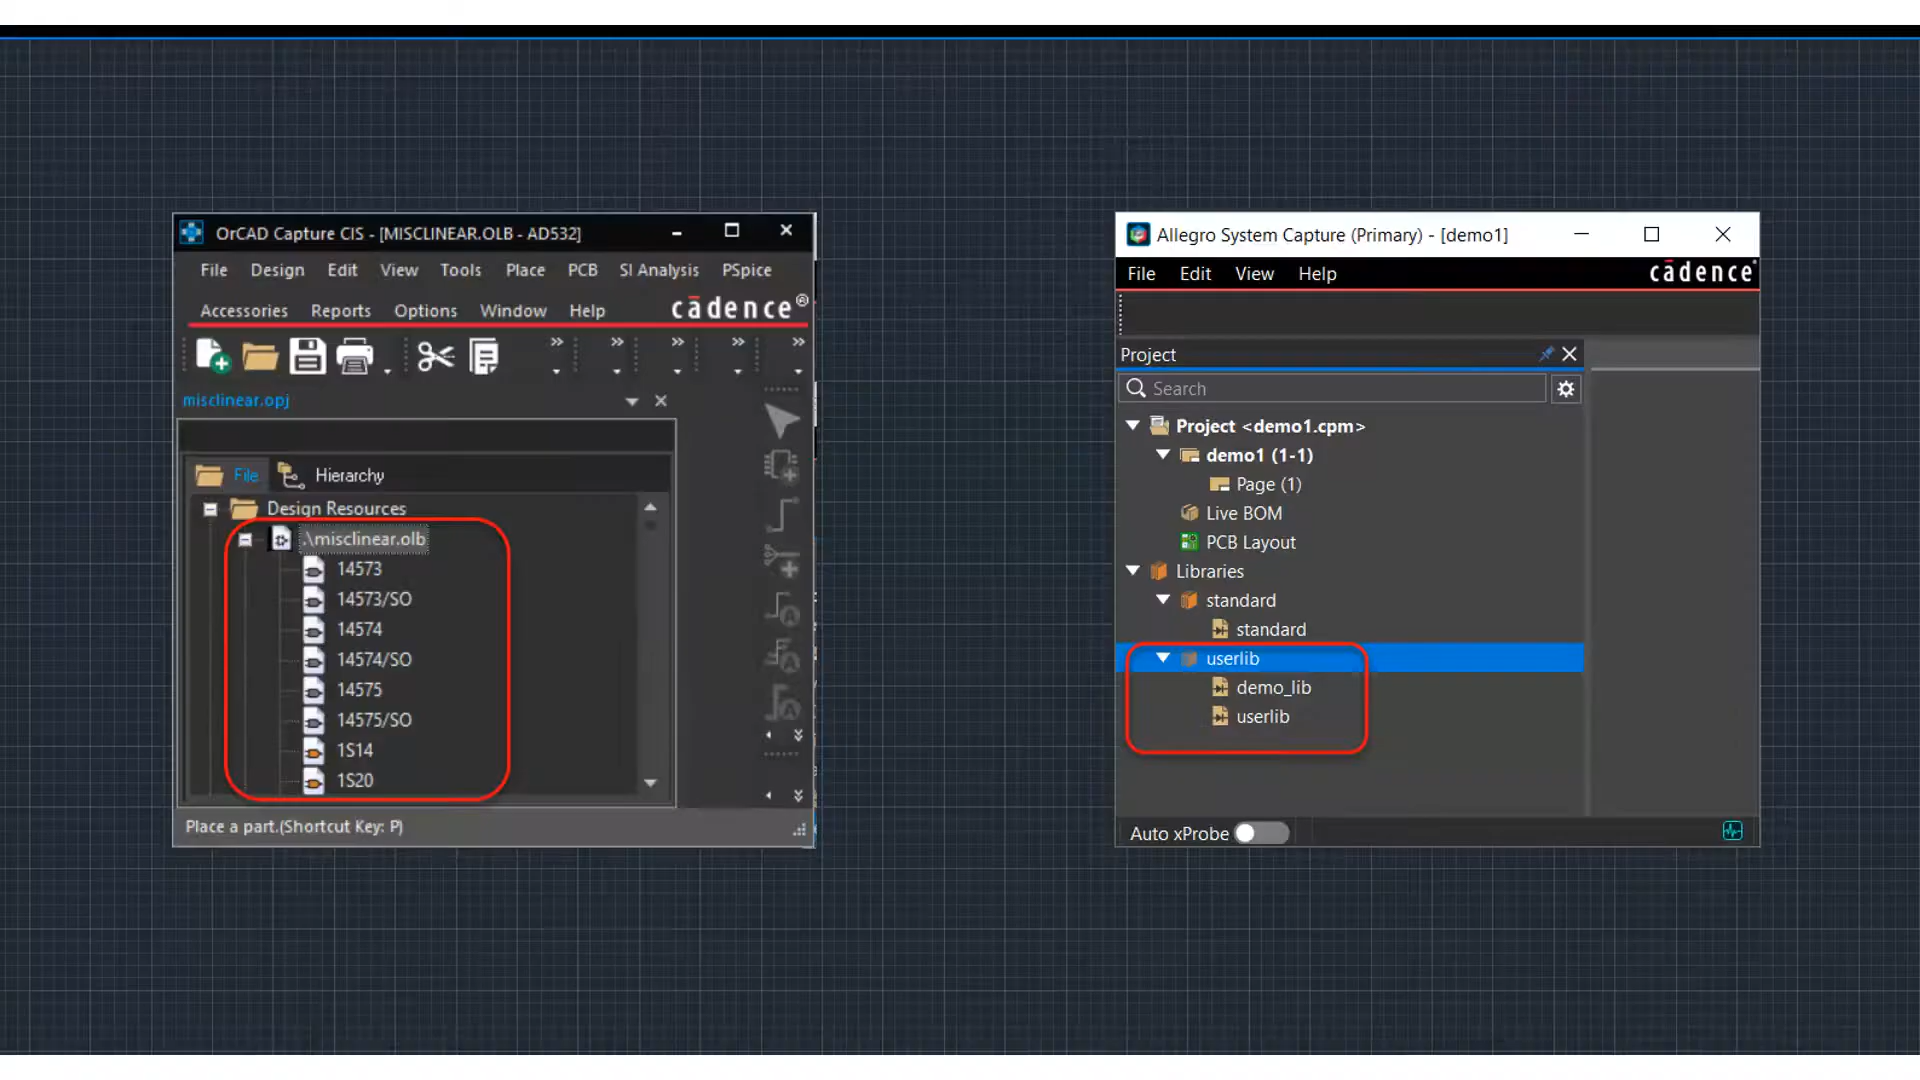 OrCAD Capture CIS - [MISCLINEAR.OLB - AD532]
File Design Edit View Tools Place PCB SI Analysis PSpice
Accessories Reports Options Window Help cādence®
misclinear.opj
File Hierarchy
Design Resources
.\misclinear.olb
14573
14573/SO
14574
14574/SO
14575
14575/SO
1S14
1S20
Place a part.(Shortcut Key: P)
Allegro System Capture (Primary) - [demo1]
File Edit View Help cādence®
Project
Search
Project <demo1.cpm>
demo1 (1-1)
Page (1)
Live BOM
PCB Layout
Libraries
standard
standard
userlib
demo_lib
userlib
Auto xProbe